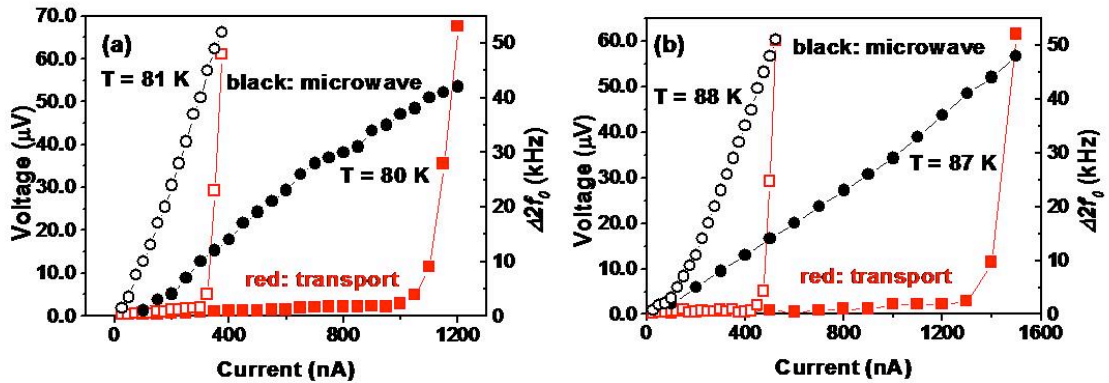 (a)
T = 81 K
black: microwave
T = 80 K
red: transport
Voltage (μV)
70.0
60.0
50.0
40.0
30.0
20.0
10.0
0.0
0 400 800 1200
Current (nA)
50
40
30
20
10
0
Δ2f0 (kHz)
(b)
black: microwave
T = 88 K
T = 87 K
red: transport
Voltage (μV)
60.0
50.0
40.0
30.0
20.0
10.0
0.0
0 400 800 1200 1600
Current (nA)
50
40
30
20
10
0
Δ2f0 (kHz)